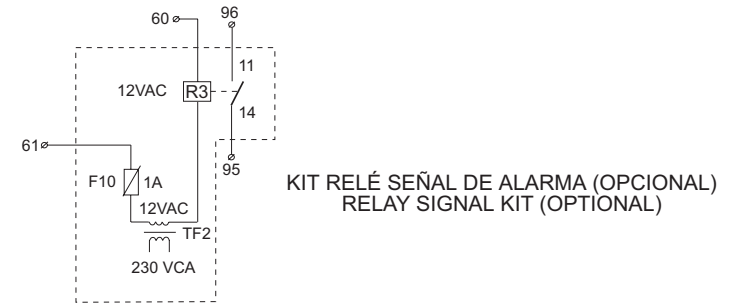 60
96
11
12VAC
R3
14
61
95
F10
1A
12VAC
TF2
230 VCA
KIT RELÉ SEÑAL DE ALARMA (OPCIONAL)
RELAY SIGNAL KIT (OPTIONAL)